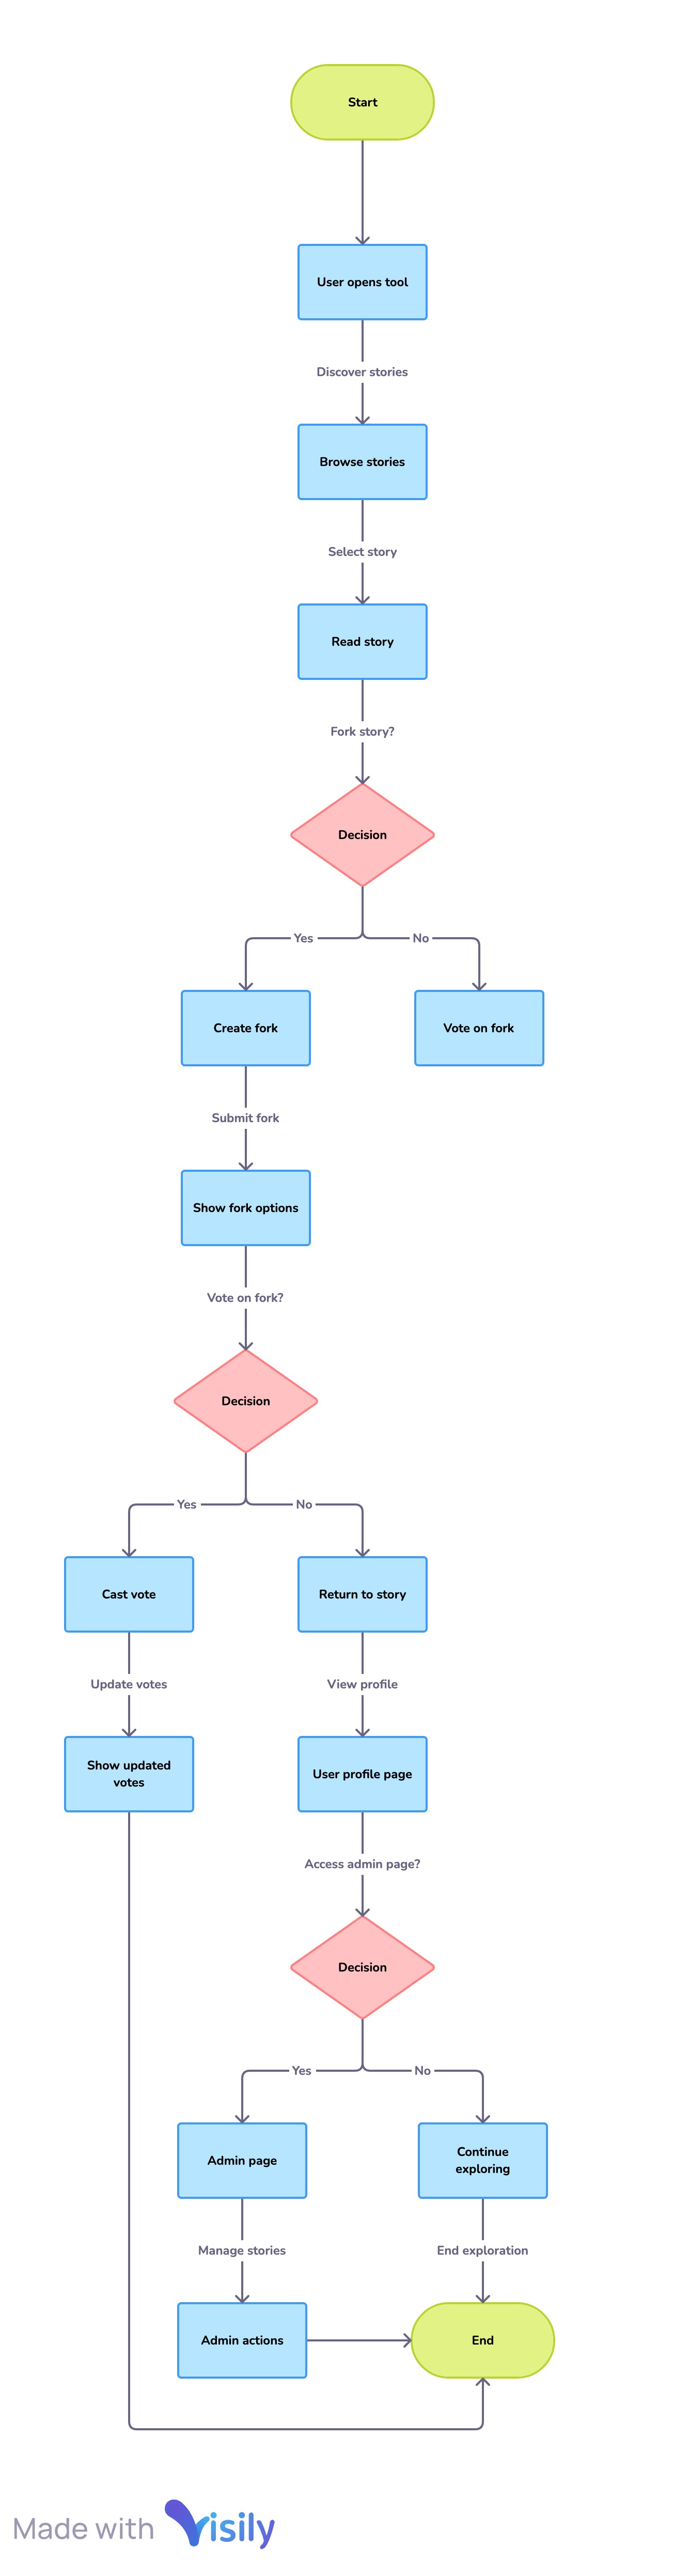 Start
User opens tool
Discover stories
Browse stories
Select story
Read story
Fork story?
Decision
Yes
No
Create fork
Vote on fork
Submit fork
Show fork options
Vote on fork?
Decision
Yes
No
Cast vote
Return to story
Update votes
View profile
Show updated
votes
User profile page
Access admin page?
Decision
Yes
No
Admin page
Continue
exploring
Manage stories
End exploration
Admin actions
End
Made with Visily